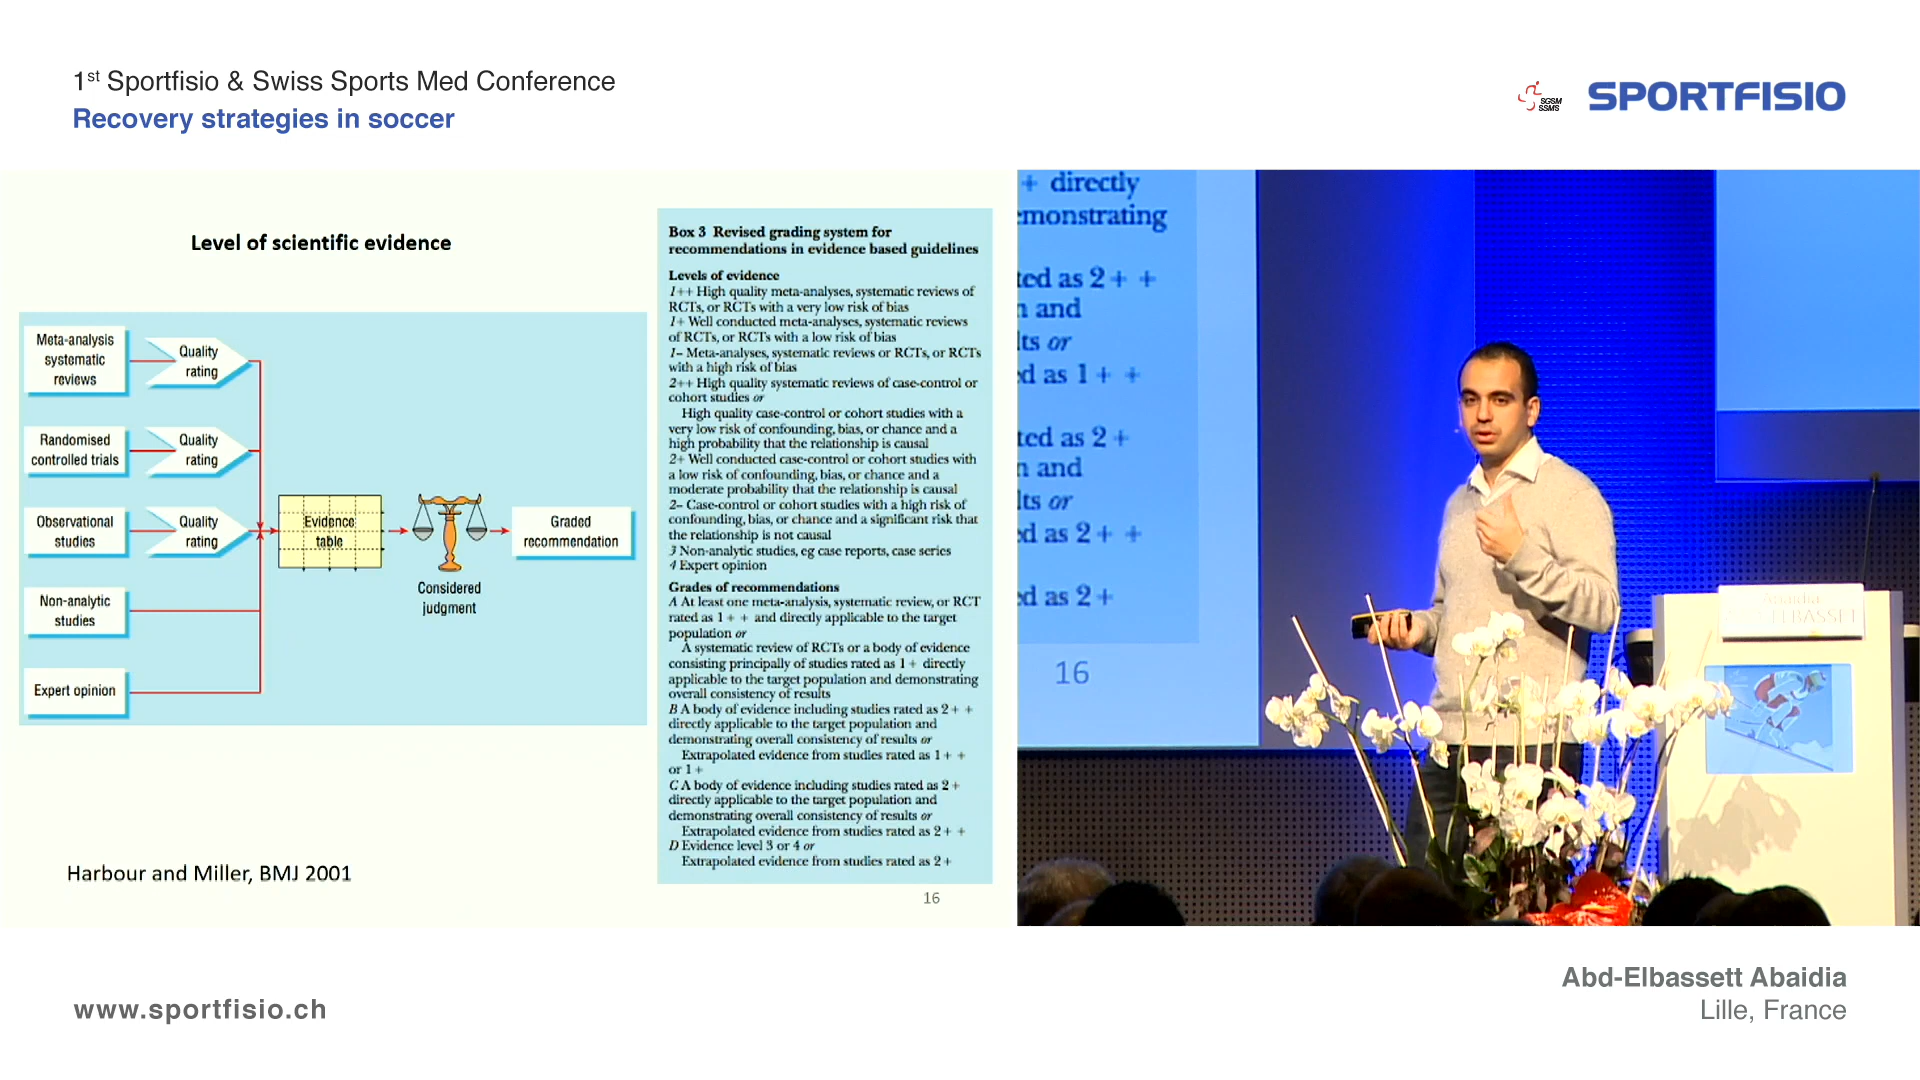 1st Sportfisio & Swiss Sports Med Conference
Recovery strategies in soccer
SGSM
SSMS
SPORTFISIO
Level of scientific evidence
Meta-analysis
systematic
reviews
Quality
rating
Randomised
controlled trials
Quality
rating
Observational
studies
Quality
rating
Non-analytic
studies
Expert opinion
Evidence
table
Considered
judgment
Graded
recommendation
Harbour and Miller, BMJ 2001
Box 3 Revised grading system for
recommendations in evidence based guidelines
Levels of evidence
1++ High quality meta-analyses, systematic reviews of
RCTs, or RCTs with a very low risk of bias
1+ Well conducted meta-analyses, systematic reviews
of RCTs, or RCTs with a low risk of bias
1– Meta-analyses, systematic reviews or RCTs, or RCTs
with a high risk of bias
2++ High quality systematic reviews of case-control or
cohort studies or
High quality case-control or cohort studies with a
very low risk of confounding, bias, or chance and a
high probability that the relationship is causal
2+ Well conducted case-control or cohort studies with
a low risk of confounding, bias, or chance and a
moderate probability that the relationship is causal
2– Case-control or cohort studies with a high risk of
confounding, bias, or chance and a significant risk that
the relationship is not causal
3 Non-analytic studies, eg case reports, case series
4 Expert opinion
Grades of recommendations
A At least one meta-analysis, systematic review, or RCT
rated as 1 + + and directly applicable to the target
population or
A systematic review of RCTs or a body of evidence
consisting principally of studies rated as 1 + directly
applicable to the target population and demonstrating
overall consistency of results
B A body of evidence including studies rated as 2 + +
directly applicable to the target population and
demonstrating overall consistency of results or
Extrapolated evidence from studies rated as 1 + +
or 1 +
C A body of evidence including studies rated as 2 +
directly applicable to the target population and
demonstrating overall consistency of results or
Extrapolated evidence from studies rated as 2 + +
D Evidence level 3 or 4 or
Extrapolated evidence from studies rated as 2 +
16
+ directly
emonstrating
ted as 2 + +
n and
lts or
d as 1 + +
ted as 2 +
n and
lts or
d as 2 + +
ed as 2 +
16
www.sportfisio.ch
Abd-Elbassett Abaidia
Lille, France